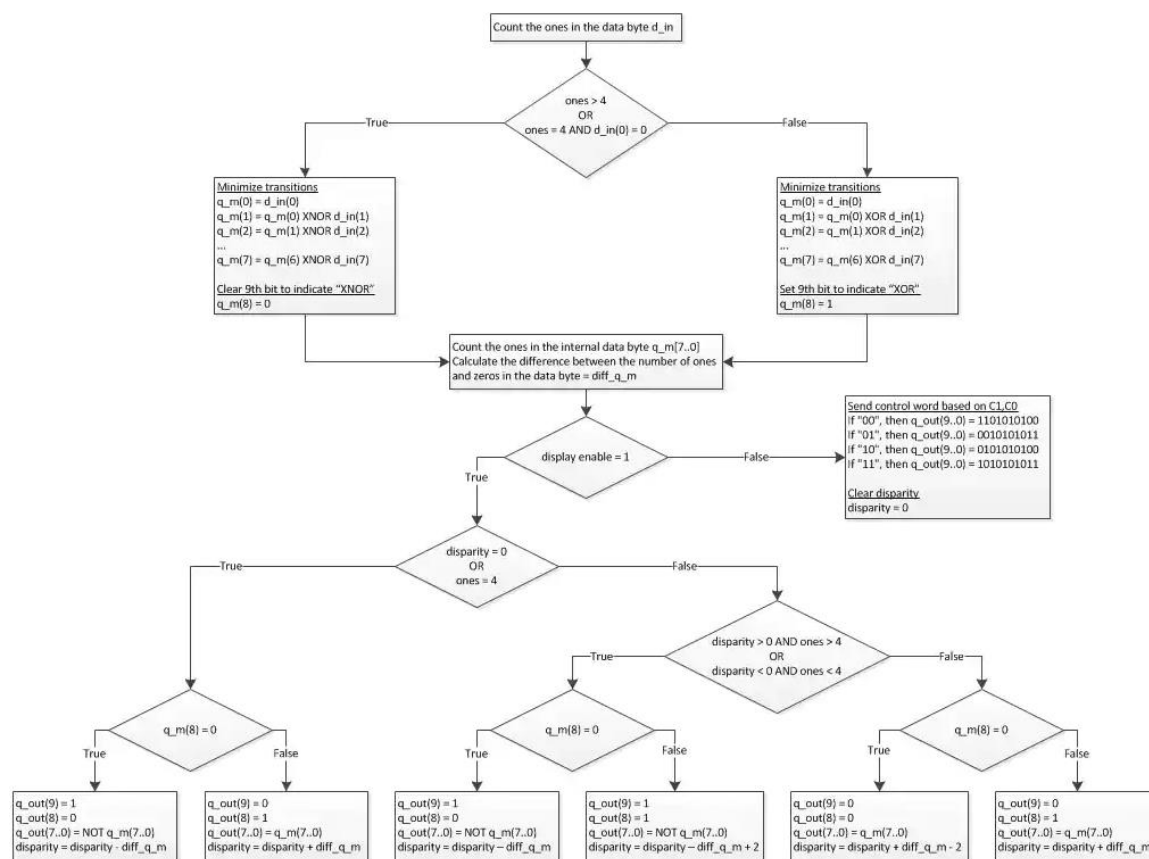 Count the ones in the data byte d_in
ones > 4
OR
ones = 4 AND d_in(0) = 0
True
False
Minimize transitions
q_m(0) = d_in(0)
q_m(1) = q_m(0) XNOR d_in(1)
q_m(2) = q_m(1) XNOR d_in(2)
...
q_m(7) = q_m(6) XNOR d_in(7)
Clear 9th bit to indicate "XNOR"
q_m(8) = 0
Minimize transitions
q_m(0) = d_in(0)
q_m(1) = q_m(0) XOR d_in(1)
q_m(2) = q_m(1) XOR d_in(2)
...
q_m(7) = q_m(6) XOR d_in(7)
Set 9th bit to indicate "XOR"
q_m(8) = 1
Count the ones in the internal data byte q_m[7..0]
Calculate the difference between the number of ones
and zeros in the data byte = diff_q_m
display enable = 1
True
False
Send control word based on C1,C0
If "00", then q_out(9..0) = 1101010100
If "01", then q_out(9..0) = 0010101011
If "10", then q_out(9..0) = 0101010100
If "11", then q_out(9..0) = 1010101011
Clear disparity
disparity = 0
disparity = 0
OR
ones = 4
True
False
disparity > 0 AND ones > 4
OR
disparity < 0 AND ones < 4
True
False
q_m(8) = 0
True
False
q_m(8) = 0
True
False
q_m(8) = 0
True
False
q_out(9) = 1
q_out(8) = 0
q_out(7..0) = NOT q_m(7..0)
disparity = disparity - diff_q_m
q_out(9) = 0
q_out(8) = 1
q_out(7..0) = q_m(7..0)
disparity = disparity + diff_q_m
q_out(9) = 1
q_out(8) = 0
q_out(7..0) = NOT q_m(7..0)
disparity = disparity – diff_q_m
q_out(9) = 1
q_out(8) = 1
q_out(7..0) = NOT q_m(7..0)
disparity = disparity – diff_q_m + 2
q_out(9) = 0
q_out(8) = 0
q_out(7..0) = q_m(7..0)
disparity = disparity + diff_q_m - 2
q_out(9) = 0
q_out(8) = 1
q_out(7..0) = q_m(7..0)
disparity = disparity + diff_q_m